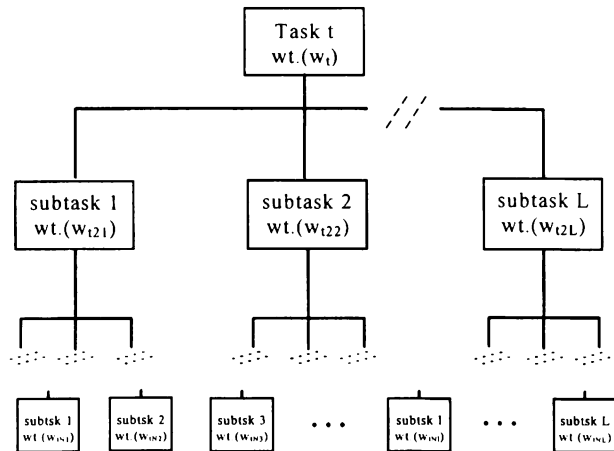 Task t
wt.(wt)
subtask 1
wt.(wt21)
subtask 2
wt.(wt22)
subtask L
wt.(wt2L)
subtsk 1
wt (wtN1)
subtsk 2
wt.(wtN2)
subtsk 3
wt (wtN3)
• • •
subtsk 1
wt (wtNl)
• • •
subtsk L
wt (wtNL)